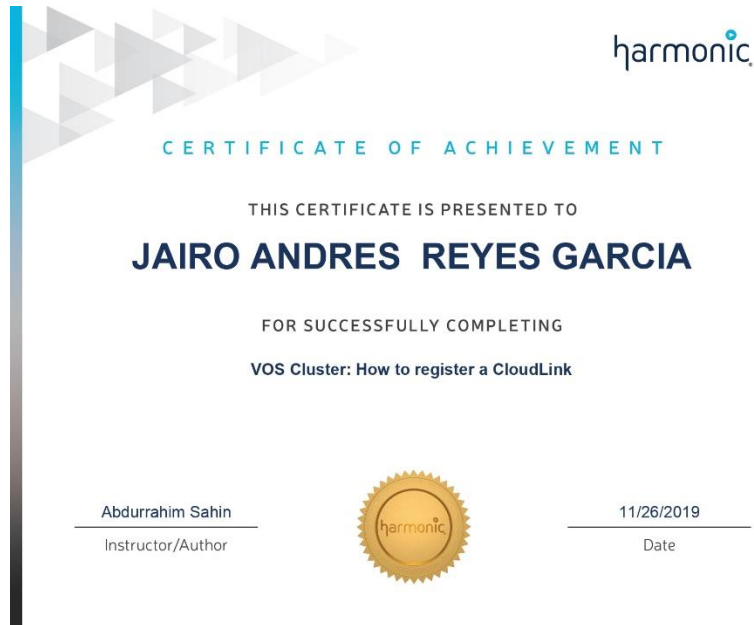 harmonic
CERTIFICATE OF ACHIEVEMENT
THIS CERTIFICATE IS PRESENTED TO
JAIRO ANDRES  REYES GARCIA
FOR SUCCESSFULLY COMPLETING
VOS Cluster: How to register a CloudLink
Abdurrahim Sahin
Instructor/Author
harmonic
11/26/2019
Date